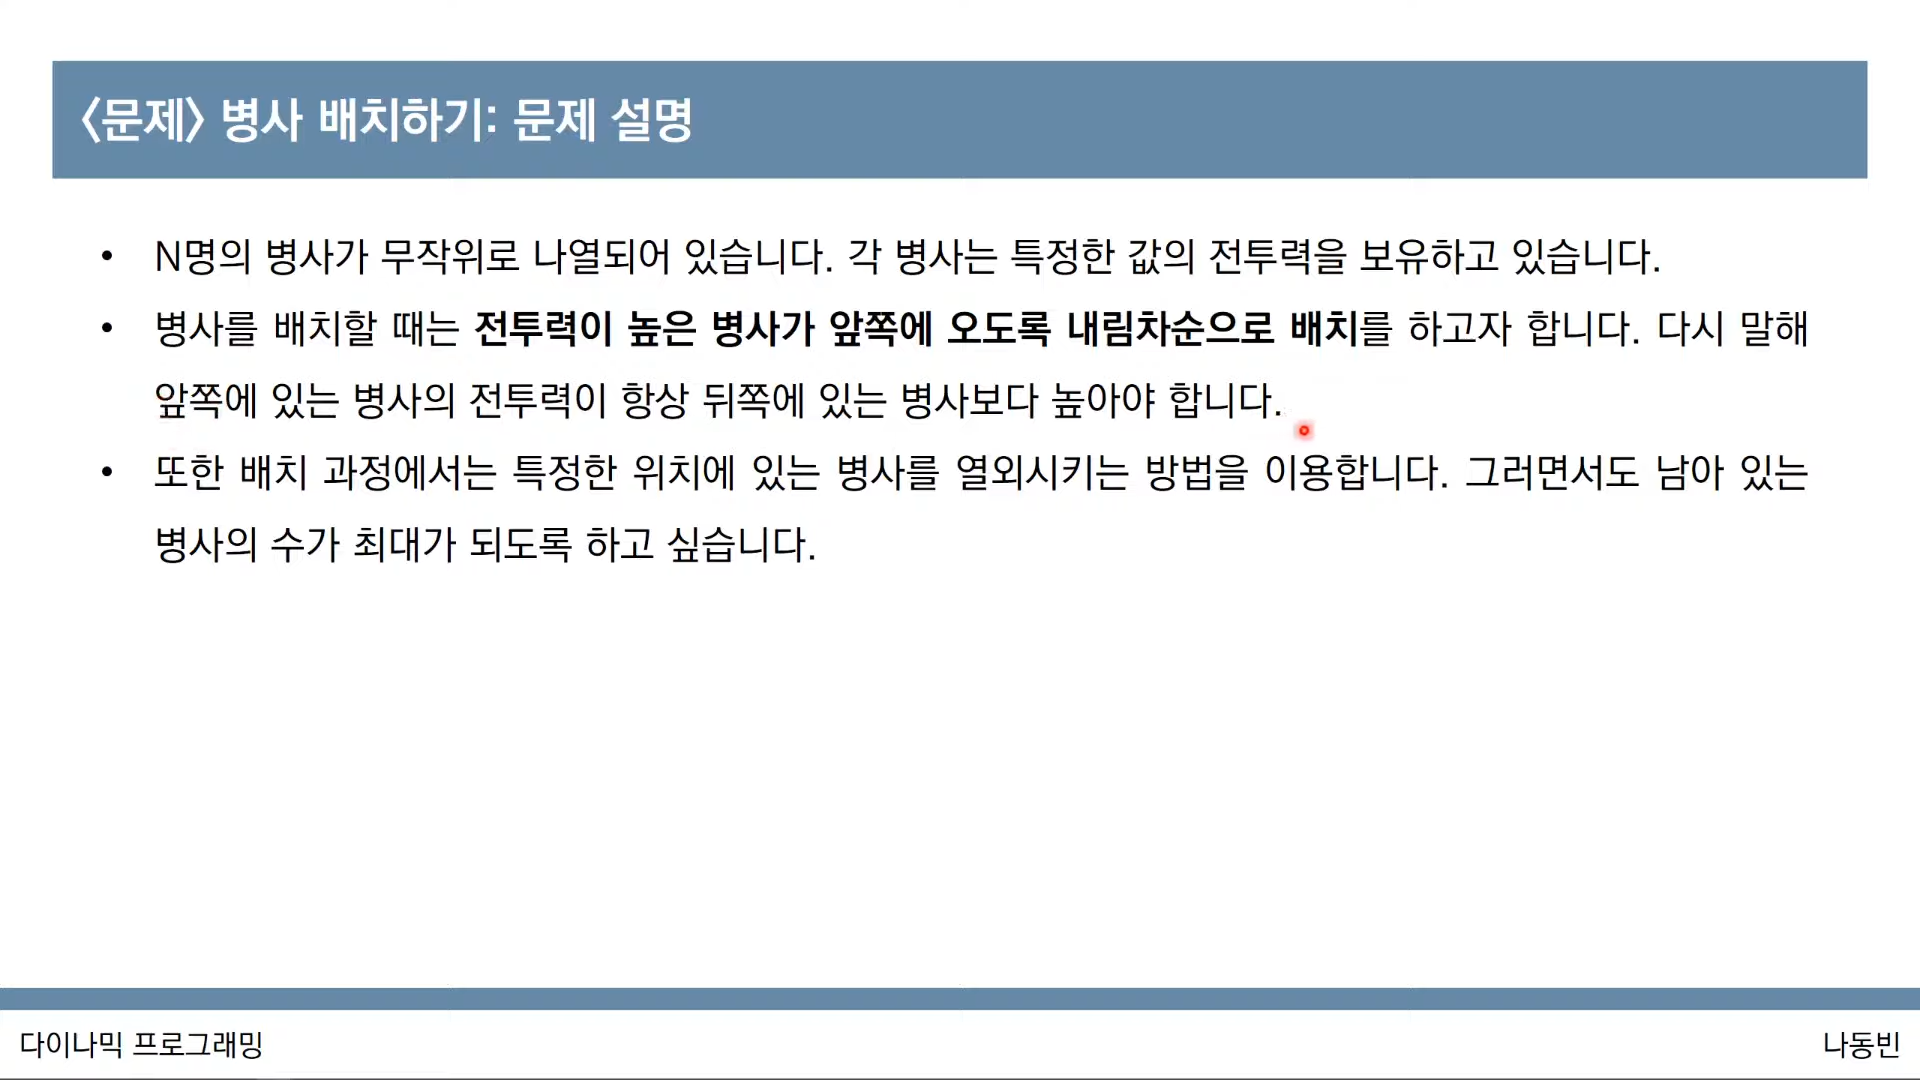 <문제> 병사 배치하기: 문제 설명
• N명의 병사가 무작위로 나열되어 있습니다. 각 병사는 특정한 값의 전투력을 보유하고 있습니다.
• 병사를 배치할 때는 전투력이 높은 병사가 앞쪽에 오도록 내림차순으로 배치를 하고자 합니다. 다시 말해
앞쪽에 있는 병사의 전투력이 항상 뒤쪽에 있는 병사보다 높아야 합니다.
• 또한 배치 과정에서는 특정한 위치에 있는 병사를 열외시키는 방법을 이용합니다. 그러면서도 남아 있는
병사의 수가 최대가 되도록 하고 싶습니다.
다이나믹 프로그래밍
나동빈